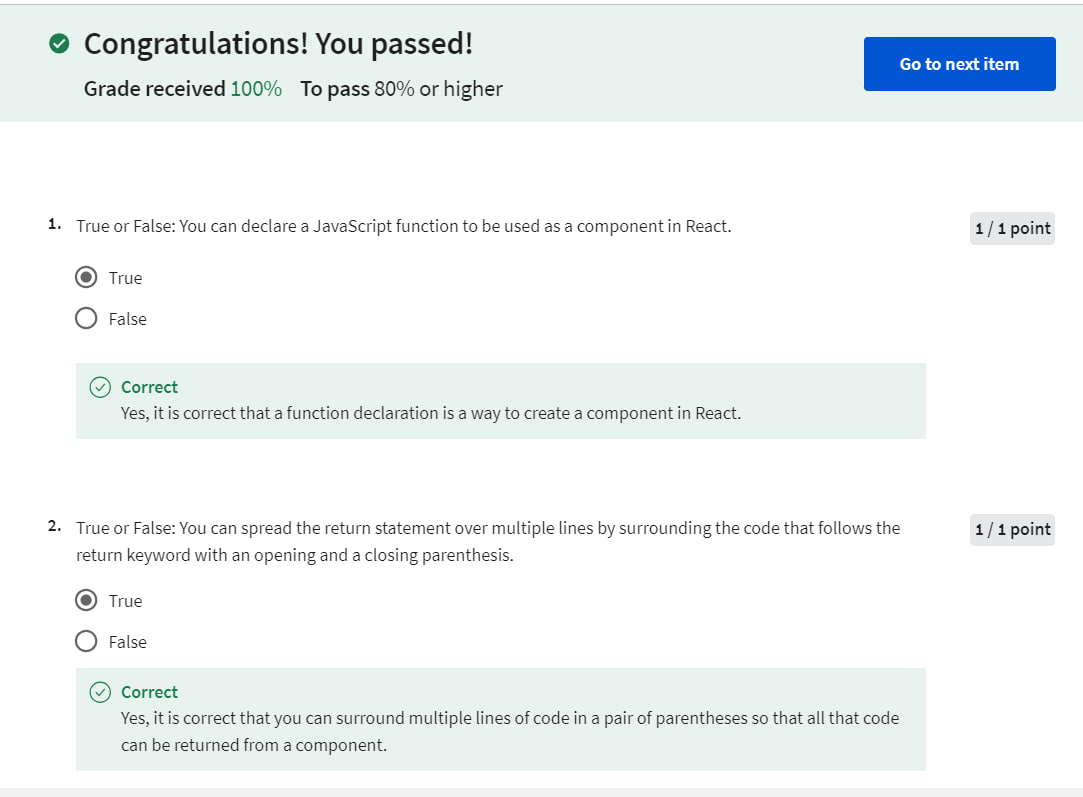 Congratulations! You passed!
Go to next item
Grade received 100% To pass 80% or higher
1. True or False: You can declare a JavaScript function to be used as a component in React.
1 / 1 point
True
False
Correct
Yes, it is correct that a function declaration is a way to create a component in React.
2. True or False: You can spread the return statement over multiple lines by surrounding the code that follows the
return keyword with an opening and a closing parenthesis.
1 / 1 point
True
False
Correct
Yes, it is correct that you can surround multiple lines of code in a pair of parentheses so that all that code
can be returned from a component.